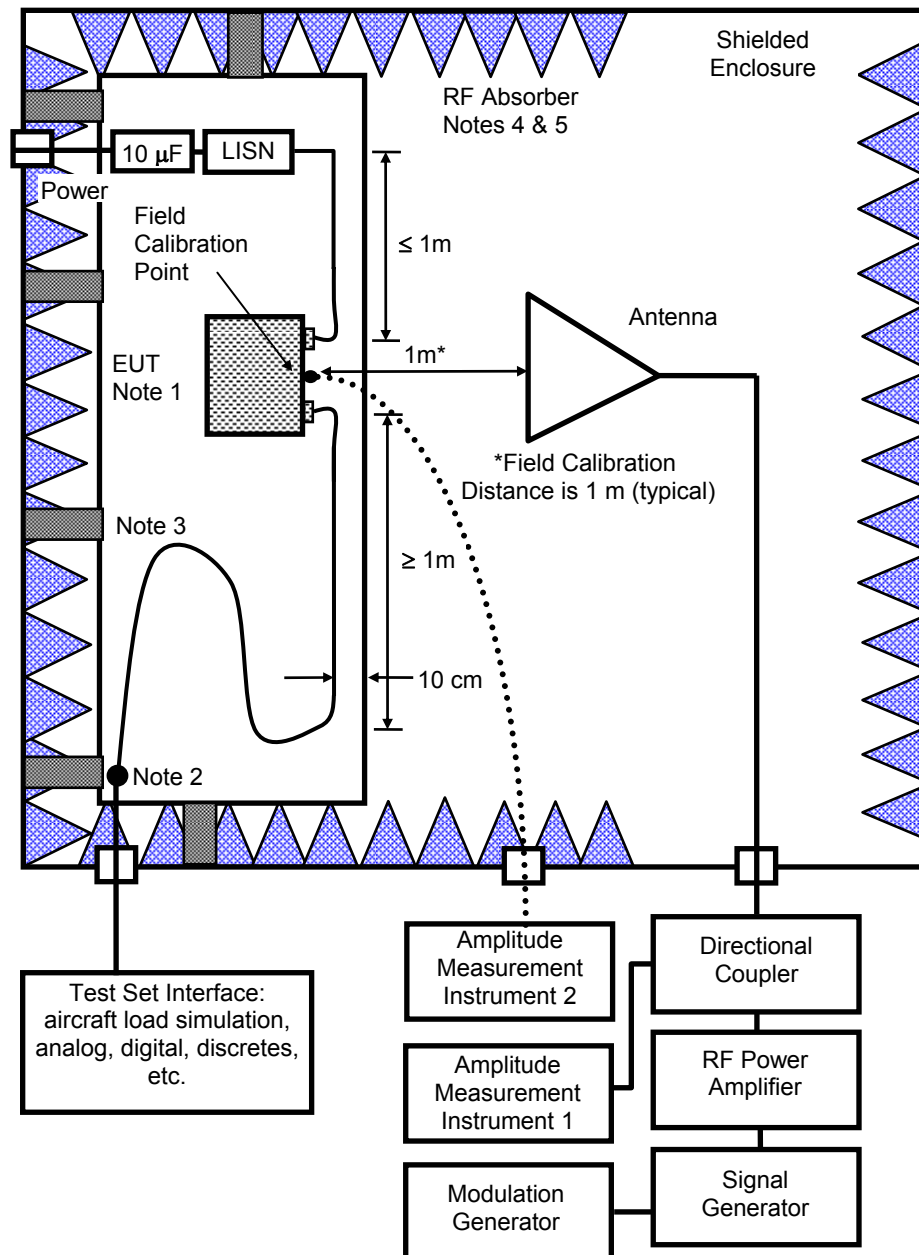 Shielded
Enclosure
RF Absorber
Notes 4 & 5
10 μF
LISN
Power
Field
Calibration
Point
≤ 1m
Antenna
1m*
EUT
Note 1
*Field Calibration
Distance is 1 m (typical)
Note 3
≥ 1m
10 cm
Note 2
Amplitude
Measurement
Instrument 2
Directional
Coupler
Test Set Interface:
aircraft load simulation,
analog, digital, discretes,
etc.
Amplitude
Measurement
Instrument 1
RF Power
Amplifier
Modulation
Generator
Signal
Generator